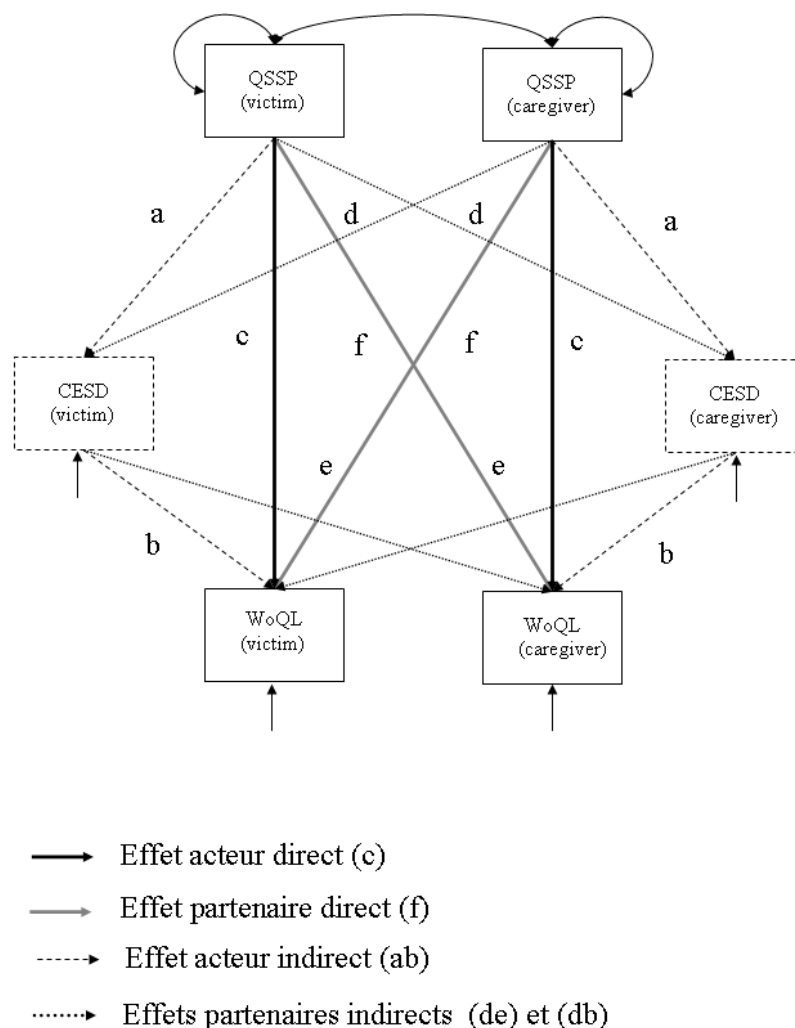 QSSP
(victim)
QSSP
(caregiver)
a
d
d
a
c
f
f
c
CESD
(victim)
CESD
(caregiver)
e
e
b
b
WoQL
(victim)
WoQL
(caregiver)
Effet acteur direct (c)
Effet partenaire direct (f)
Effet acteur indirect (ab)
Effets partenaires indirects (de) et (db)